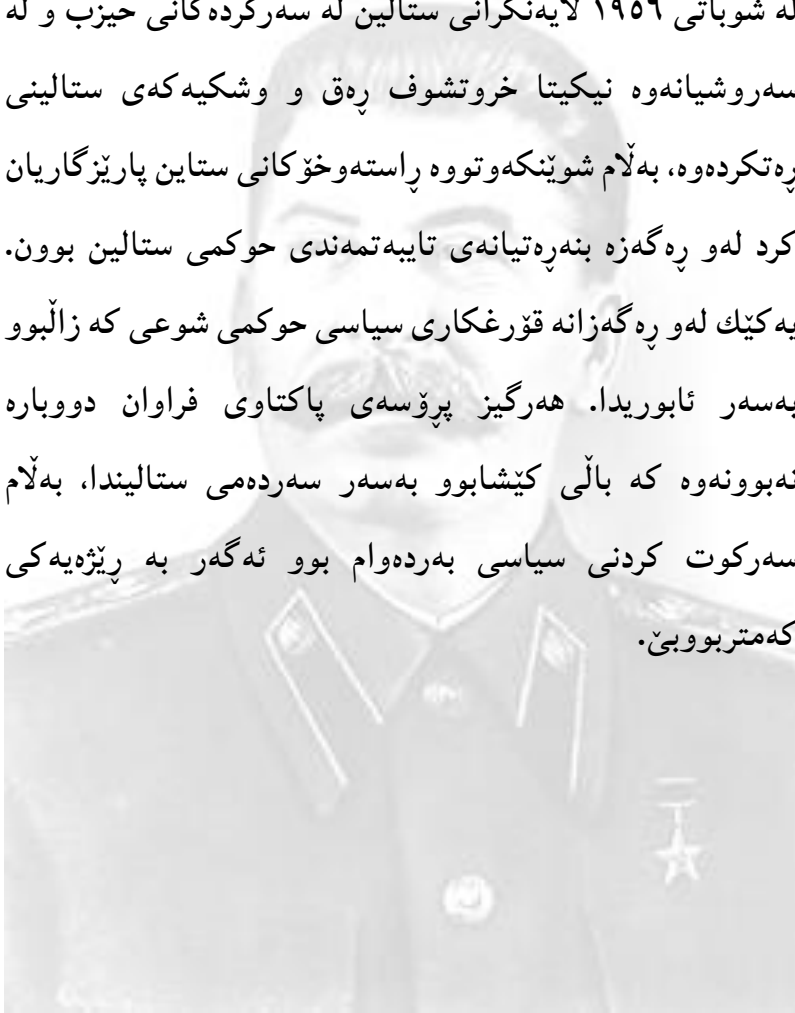 لە شوباتی ١٩٥٦ لایەنگرانی ستالین لە سەرکردەکانی حیزب و لە
سەروشیانەوە نیکیتا خروتشوف ڕەق و وشکیەکەی ستالینی
ڕەتکردەوە، بەڵام شوێنکەوتووە ڕاستەوخۆکانی ستاین پارێزگاریان
کرد لەو ڕەگەزە بنەڕەتیانەی تایبەتمەندی حوکمی ستالین بوون.
یەکێك لەو ڕەگەزانە قۆرغکاری سیاسی حوکمی شوعی کە زاڵبوو
بەسەر ئابوریدا. هەرگیز پڕۆسەی پاکتاوی فراوان دووبارە
نەبوونەوە کە باڵی کێشابوو بەسەر سەردەمی ستالیندا، بەڵام
سەرکوت کردنی سیاسی بەردەوام بوو ئەگەر بە ڕێژەیەکی
کەمتربووبێ.